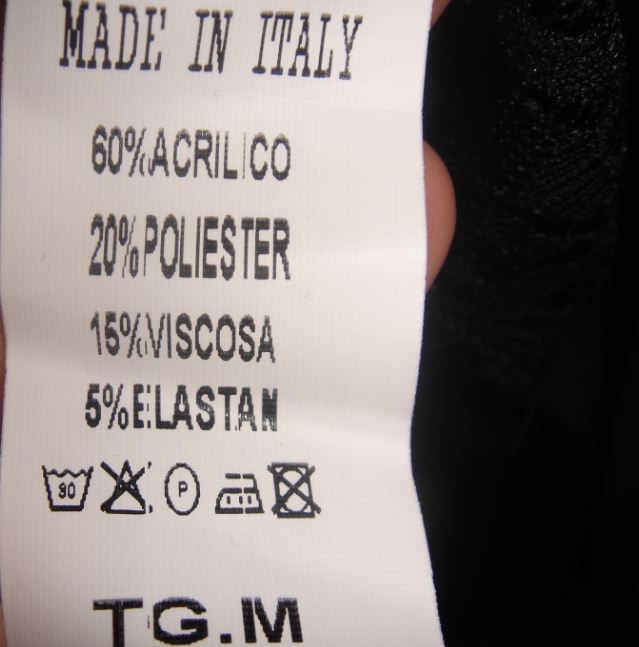 MADE IN ITALY
60%ACRILICO
20%POLIESTER
15%VISCOSA
5%ELASTAN
30 P
TG.M